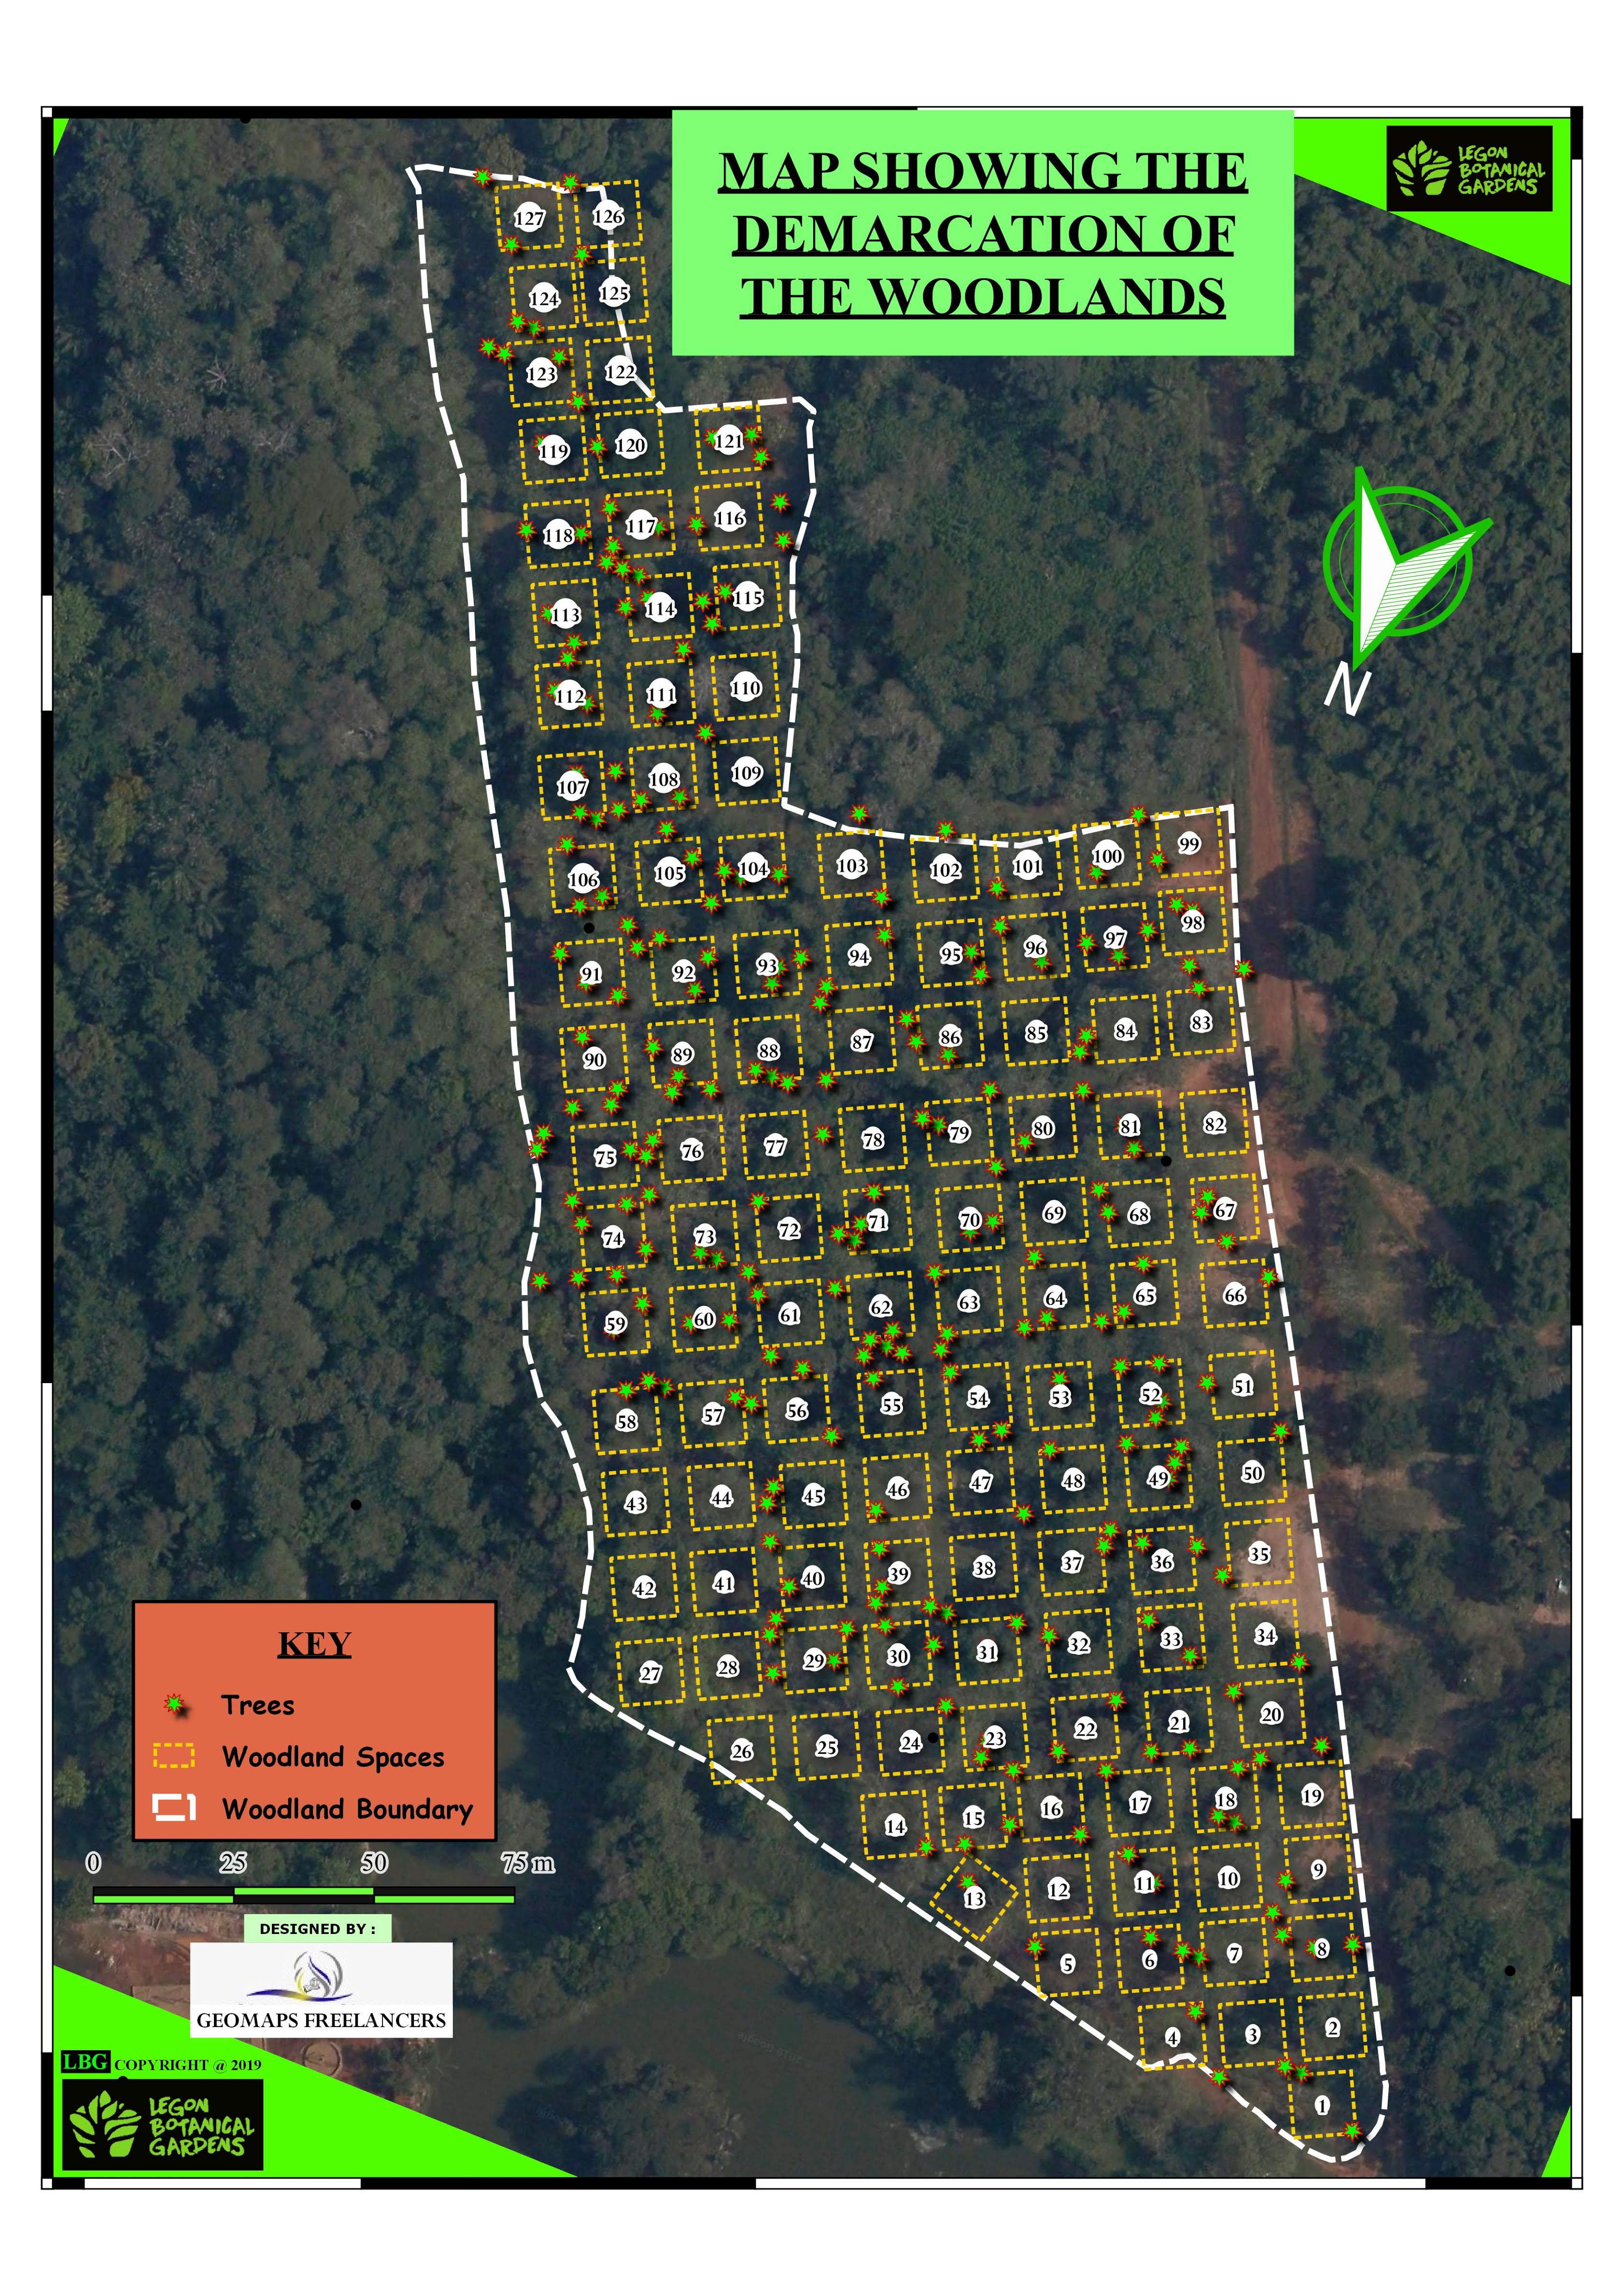 MAP SHOWING THE
DEMARCATION OF
THE WOODLANDS
LEGON
BOTANICAL
GARDENS
127 126
124 125
123 122
119 120 121
118 117 116
113 114 115
112 111 110
107 108 109
106 105 104 103 102 101 100 99
91 92 93 94 95 96 97 98
90 89 88 87 86 85 84 83
75 76 77 78 79 80 81 82
74 73 72 71 70 69 68 67
59 60 61 62 63 64 65 66
58 57 56 55 54 53 52 51
43 44 45 46 47 48 49 50
42 41 40 39 38 37 36 35
27 28 29 30 31 32 33 34
26 25 24 23 22 21 20
14 15 16 17 18 19
13 12 11 10 9
5 6 7 8
4 3 2
1
N
KEY
Trees
Woodland Spaces
Woodland Boundary
0 25 50 75 m
DESIGNED BY :
GEOMAPS FREELANCERS
LBG COPYRIGHT @ 2019
LEGON
BOTANICAL
GARDENS